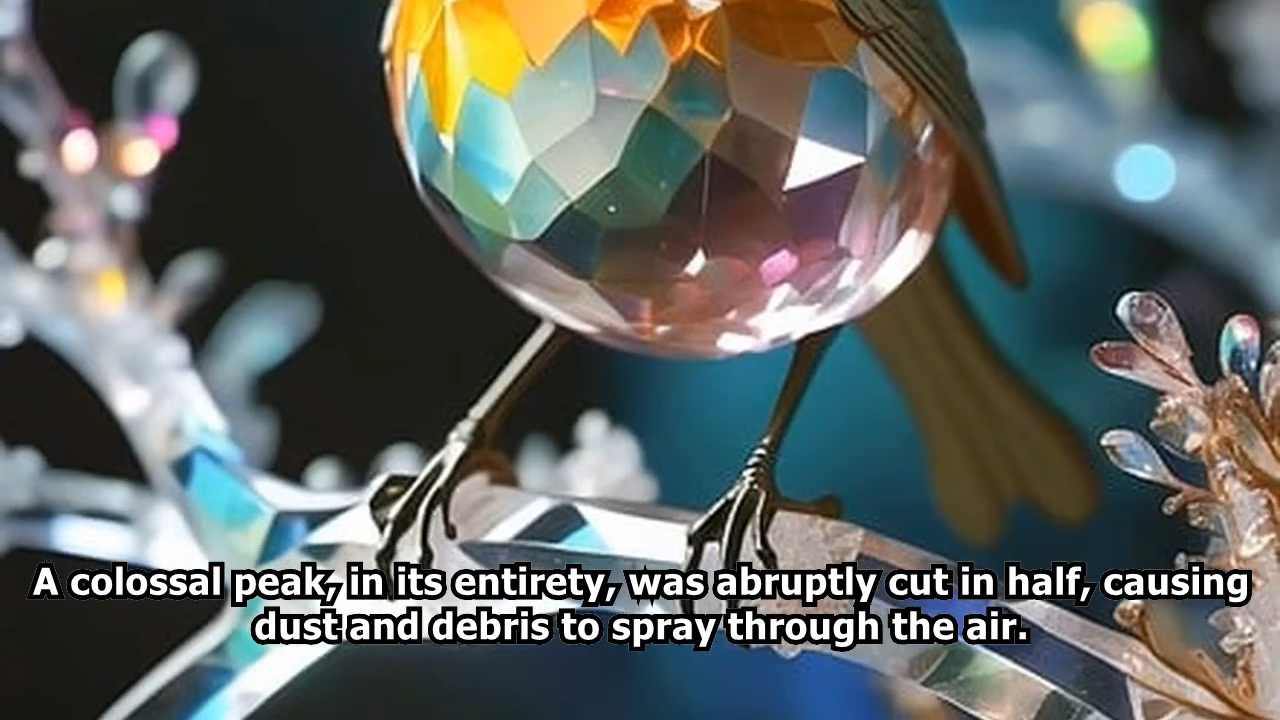 A colossal peak, in its entirety, was abruptly cut in half, causing
dust and debris to spray through the air.